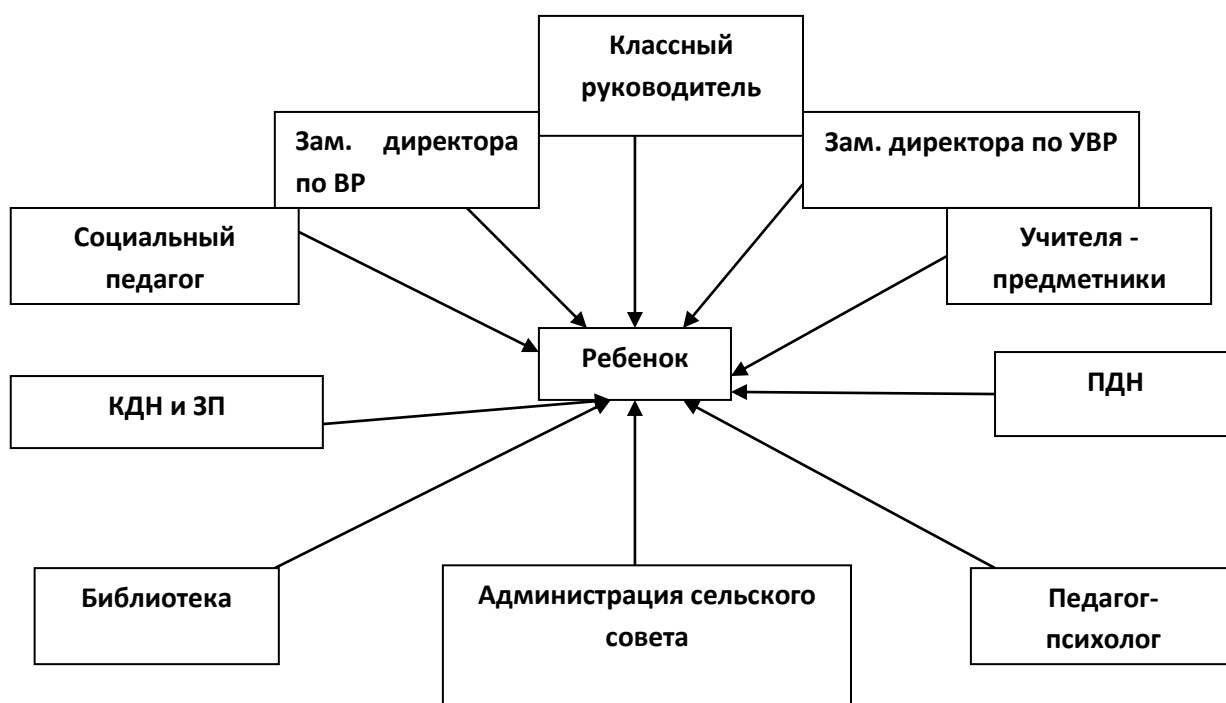 Классный
руководитель
Зам. директора
по ВР
Зам. директора по УВР
Социальный
педагог
Учителя -
предметники
Ребенок
КДН и ЗП
ПДН
Библиотека
Администрация сельского
совета
Педагог-
психолог